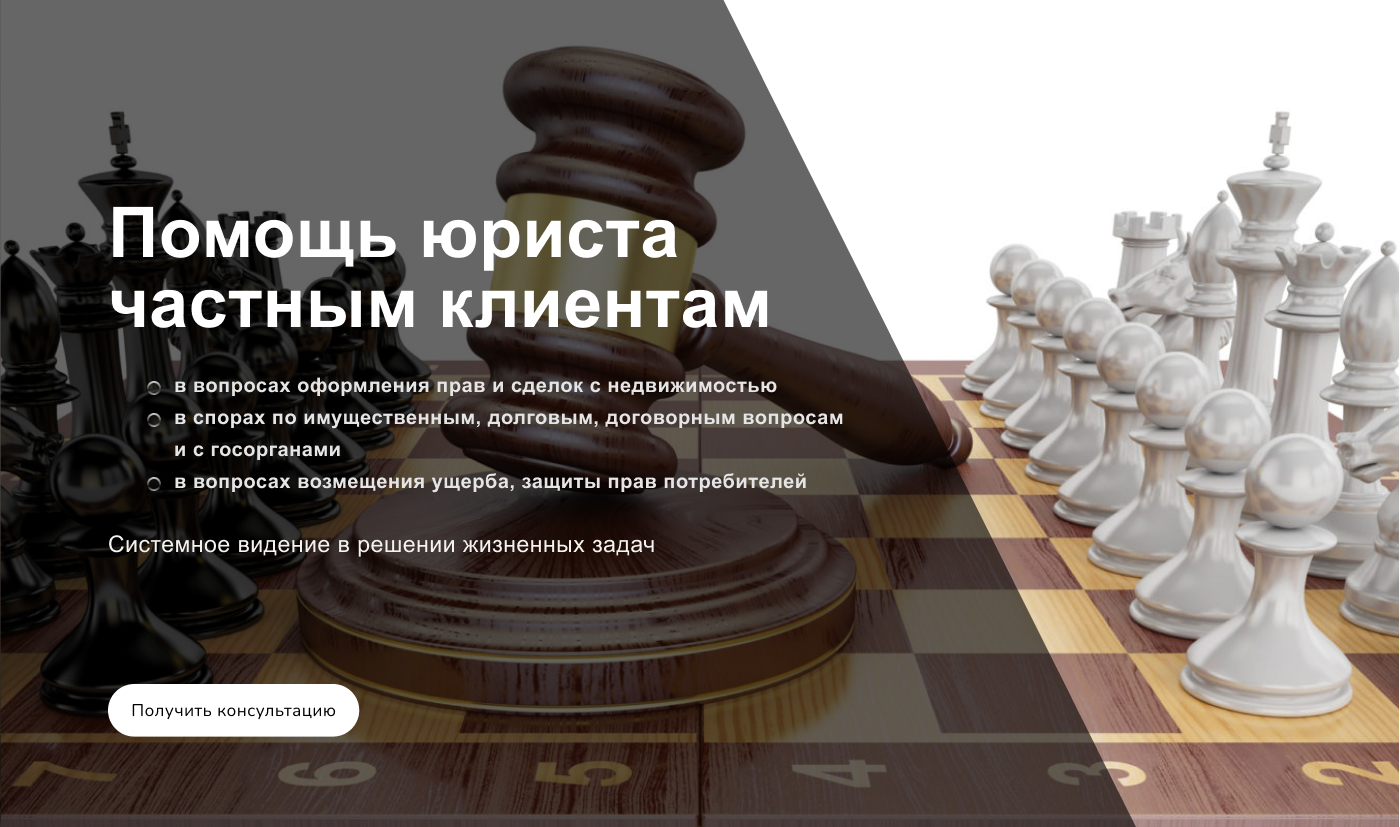 Помощь юриста
частным клиентам
в вопросах оформления прав и сделок с недвижимостью
в спорах по имущественным, долговым, договорным вопросам
и с госорганами
в вопросах возмещения ущерба, защиты прав потребителей
Системное видение в решении жизненных задач
Получить консультацию
7 6 5 4 3 2